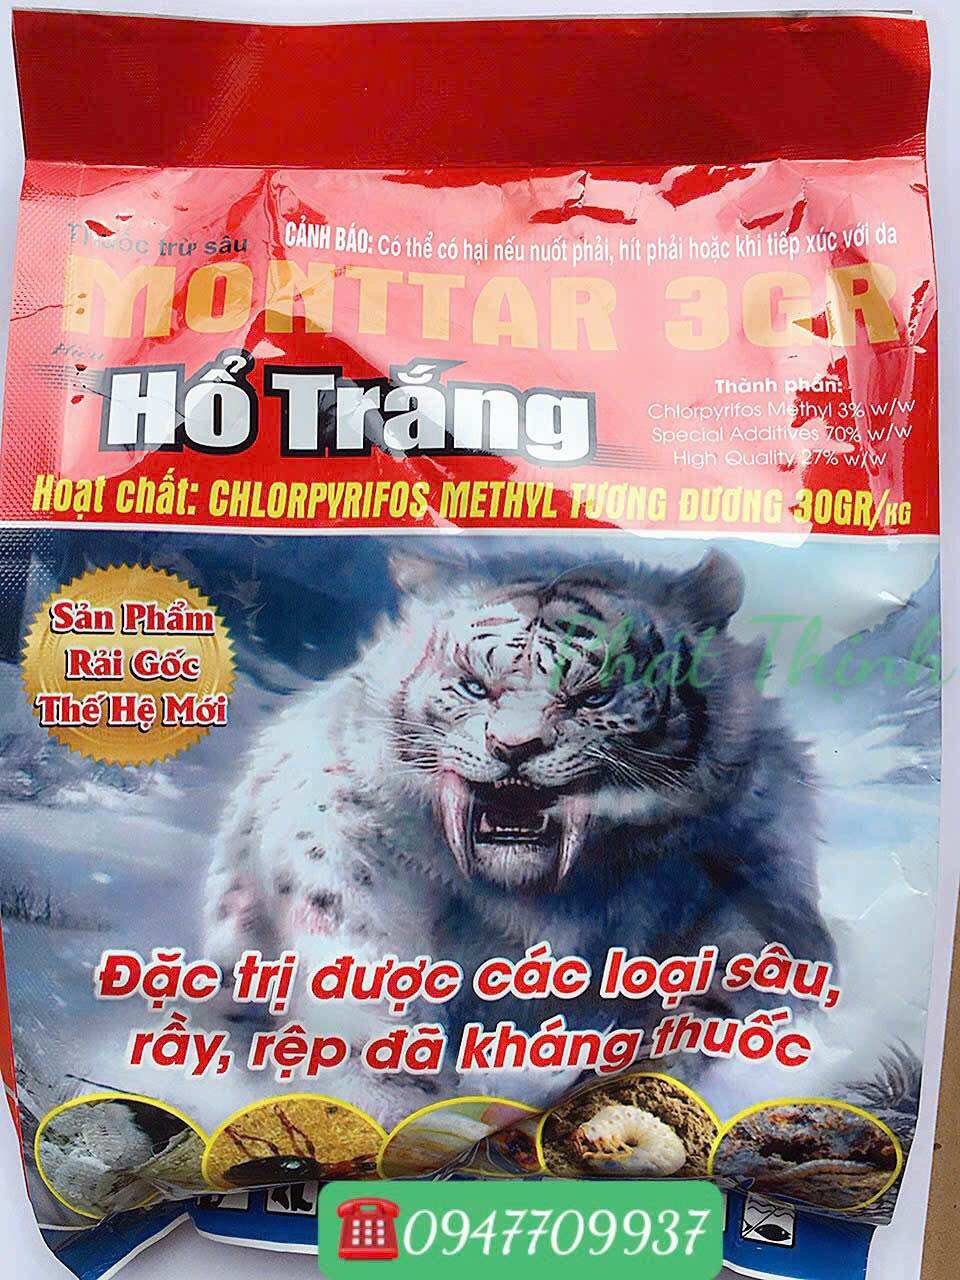 Thuốc trừ sâu
CẢNH BÁO: Có thể có hại nếu nuốt phải, hít phải hoặc khi tiếp xúc với da
MONTTAR 3GR
Hiệu
Hổ Trắng
Thành phần:
Chlorpyrifos Methyl 3% w/w
Special Additives 70% w/w
High Quality 27% w/w
Hoạt chất: CHLORPYRIFOS METHYL TƯƠNG ĐƯƠNG 30GR/KG
Sản Phẩm
Rải Gốc
Thế Hệ Mới
Phát Thịnh
Đặc trị được các loại sâu,
rầy, rệp đã kháng thuốc
☎0947709937